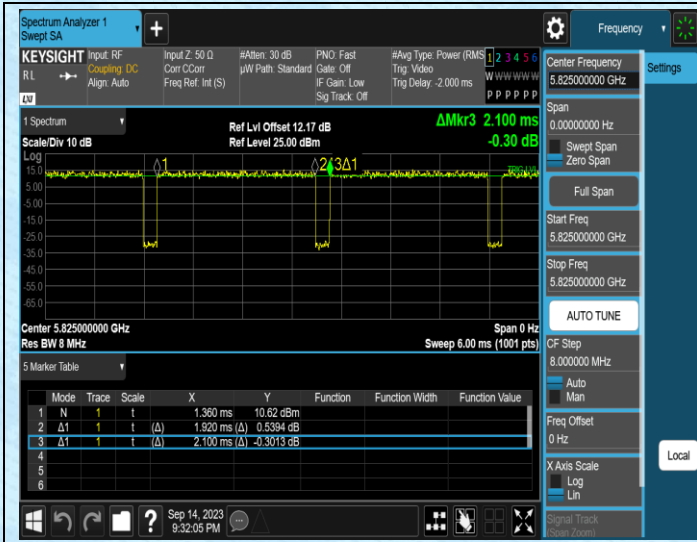 Spectrum Analyzer 1
Swept SA
+
Frequency
KEYSIGHT
RL
LXI
Input: RF
Coupling: DC
Align: Auto
Input Z: 50 Ω
Corr CCorr
Freq Ref: Int (S)
#Atten: 30 dB
µW Path: Standard
PNO: Fast
Gate: Off
IF Gain: Low
Sig Track: Off
#Avg Type: Power (RMS
Trig: Video
Trig Delay: -2.000 ms
1 2 3 4 5 6
W W W W W W
P P P P P P
1 Spectrum
Scale/Div 10 dB
Ref Lvl Offset 12.17 dB
Ref Level 25.00 dBm
ΔMkr3 2.100 ms
-0.30 dB
Log
15.0
5.00
-5.00
-15.0
-25.0
-35.0
-45.0
-55.0
-65.0
1
3Δ1
TRIG LVL
Center 5.825000000 GHz
Res BW 8 MHz
Span 0 Hz
Sweep 6.00 ms (1001 pts)
5 Marker Table
Mode Trace Scale X Y Function Function Width Function Value
1 N 1 t 1.360 ms 10.62 dBm
2 Δ1 1 t (Δ) 1.920 ms (Δ) 0.5394 dB
3 Δ1 1 t (Δ) 2.100 ms (Δ) -0.3013 dB
4
5
6
?
Sep 14, 2023
9:32:05 PM
Center Frequency
5.825000000 GHz
Span
0.00000000 Hz
Swept Span
Zero Span
Full Span
Start Freq
5.825000000 GHz
Stop Freq
5.825000000 GHz
AUTO TUNE
CF Step
8.000000 MHz
Auto
Man
Freq Offset
0 Hz
X Axis Scale
Log
Lin
Signal Track
(Span Zoom)
Settings
Local